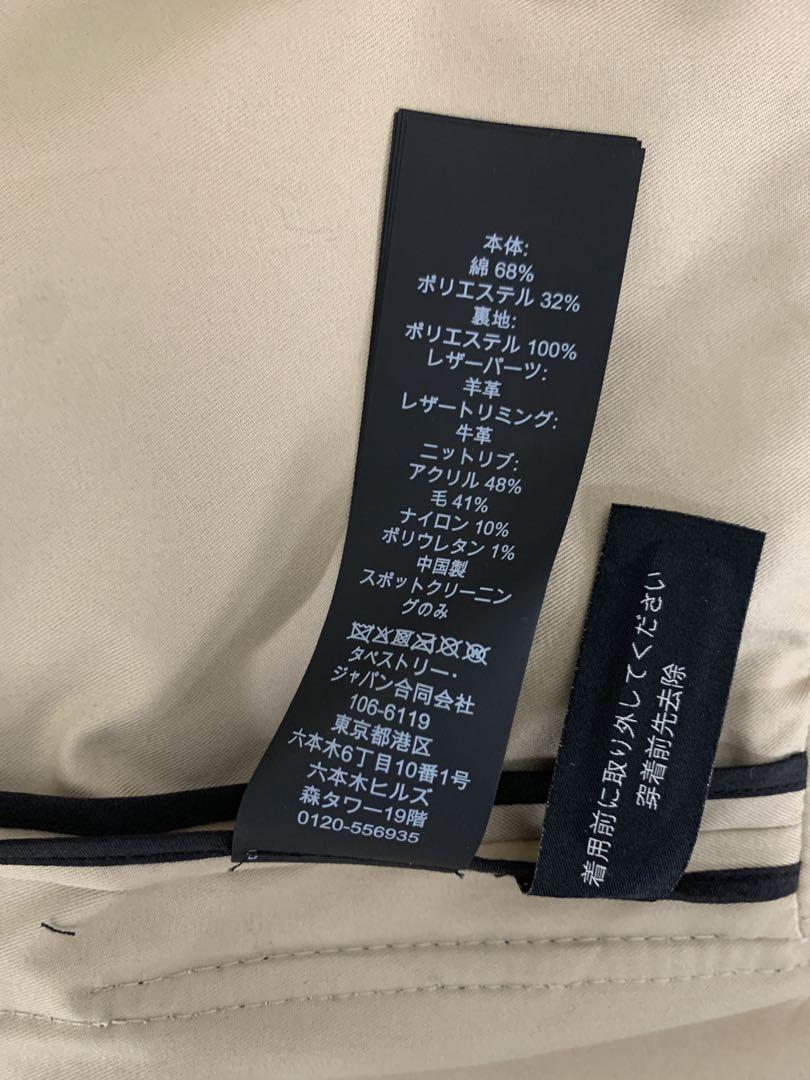 本体:
綿 68%
ポリエステル 32%
裏地:
ポリエステル 100%
レザーパーツ:
羊革
レザートリミング:
牛革
ニットリブ:
アクリル 48%
毛 41%
ナイロン 10%
ポリウレタン 1%
中国製
スポットクリーニン
グのみ
タペストリー・
ジャパン合同会社
106-6119
東京都港区
六本木6丁目10番1号
六本木ヒルズ
森タワー19階
0120-556935
着用前に取り外してください
穿着前先去除